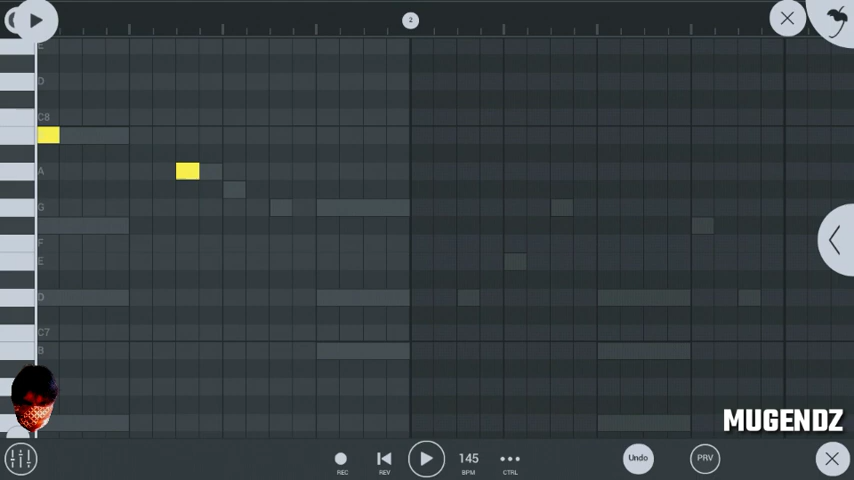 2
E
D
C8
A
G
F
E
D
C7
B
MUGENDZ
145
Undo
PRV
REC
REV
BPM
CTRL